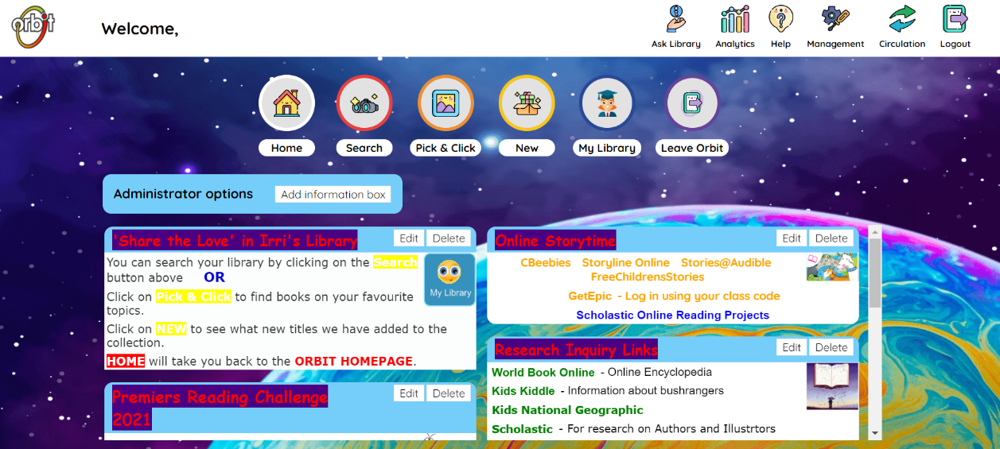 orbit
Welcome,
Ask Library
Analytics
Help
Management
Circulation
Logout
Home
Search
Pick & Click
New
My Library
Leave Orbit
Administrator options
Add information box
'Share the Love' in Irri's Library
Edit
Delete
You can search your library by clicking on the Search
button above OR
My Library
Click on Pick & Click to find books on your favourite
topics.
Click on NEW to see what new titles we have added to the
collection.
HOME will take you back to the ORBIT HOMEPAGE.
Premiers Reading Challenge
2021
Edit
Delete
Online Storytime
Edit
Delete
CBeebies Storyline Online Stories@Audible
FreeChildrensStories
GetEpic - Log in using your class code
Scholastic Online Reading Projects
Research Inquiry Links
Edit
Delete
World Book Online - Online Encyclopedia
Kids Kiddle - Information about bushrangers
Kids National Geographic
Scholastic - For research on Authors and Illustrtors